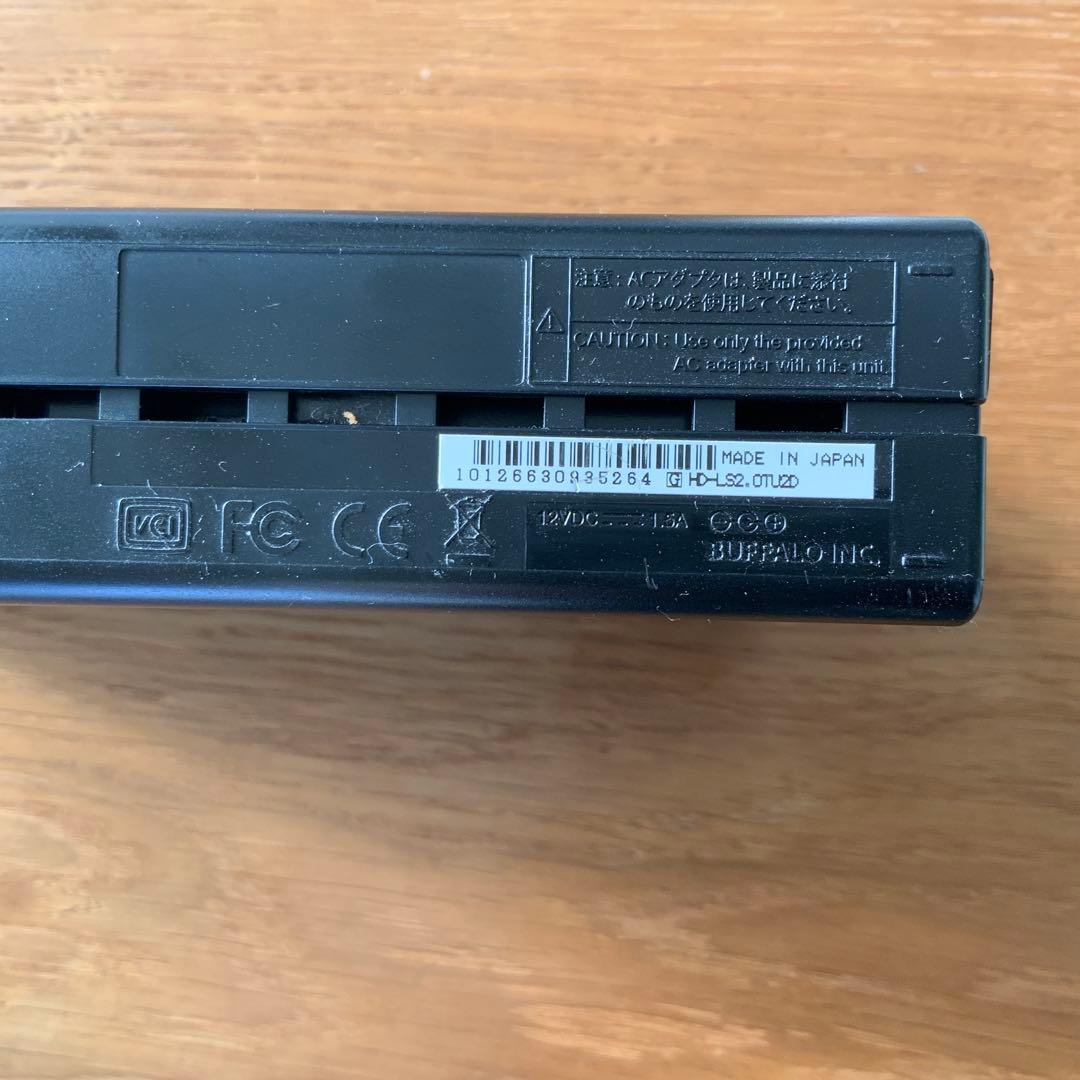 注意：ACアダプタは、製品に添付
のものを使用してください。
CAUTION : Use only the provided
AC adapter with this unit.
MADE IN JAPAN
10126630935264 G HD-LS2.0TU2D
VCI FC CE 12VDC 1.5A
BUFFALO INC.